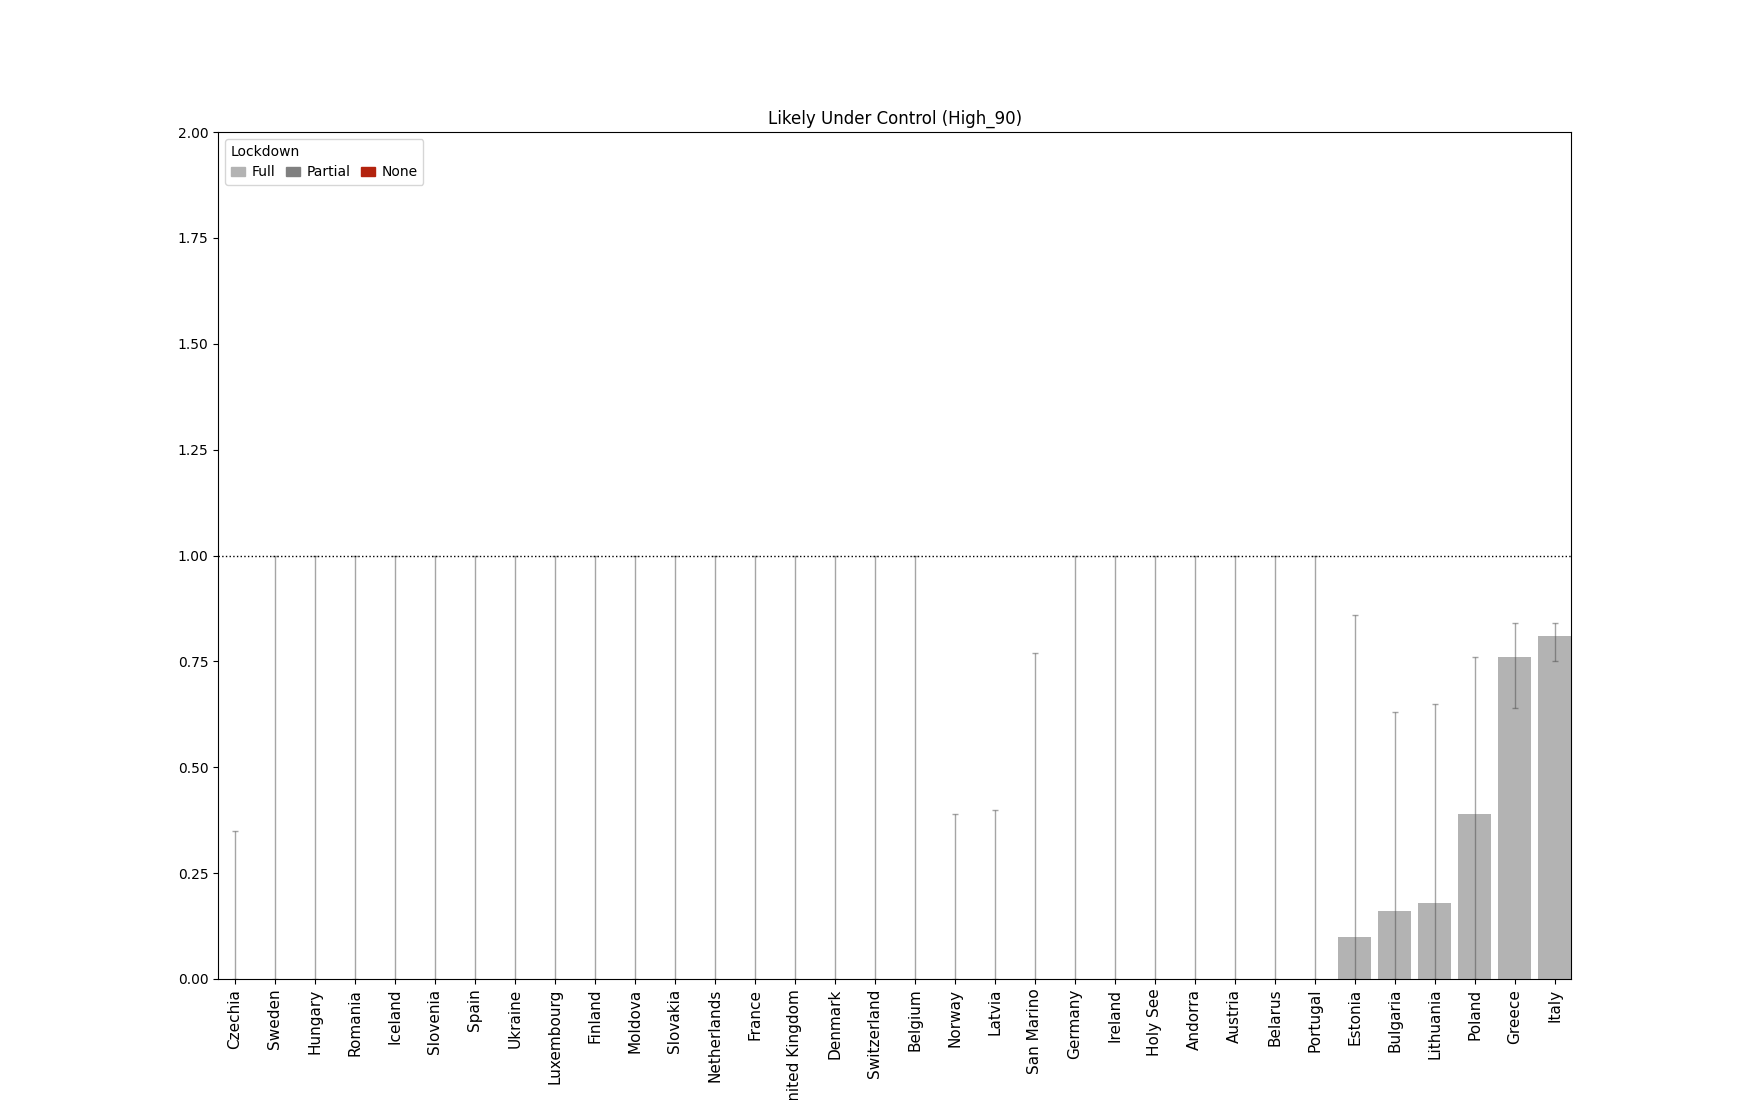 Likely Under Control (High_90)
Lockdown
Full Partial None
2.00
1.75
1.50
1.25
1.00
0.75
0.50
0.25
0.00
Czechia
Sweden
Hungary
Romania
Iceland
Slovenia
Spain
Ukraine
Luxembourg
Finland
Moldova
Slovakia
Netherlands
France
nited Kingdom
Denmark
Switzerland
Belgium
Norway
Latvia
San Marino
Germany
Ireland
Holy See
Andorra
Austria
Belarus
Portugal
Estonia
Bulgaria
Lithuania
Poland
Greece
Italy